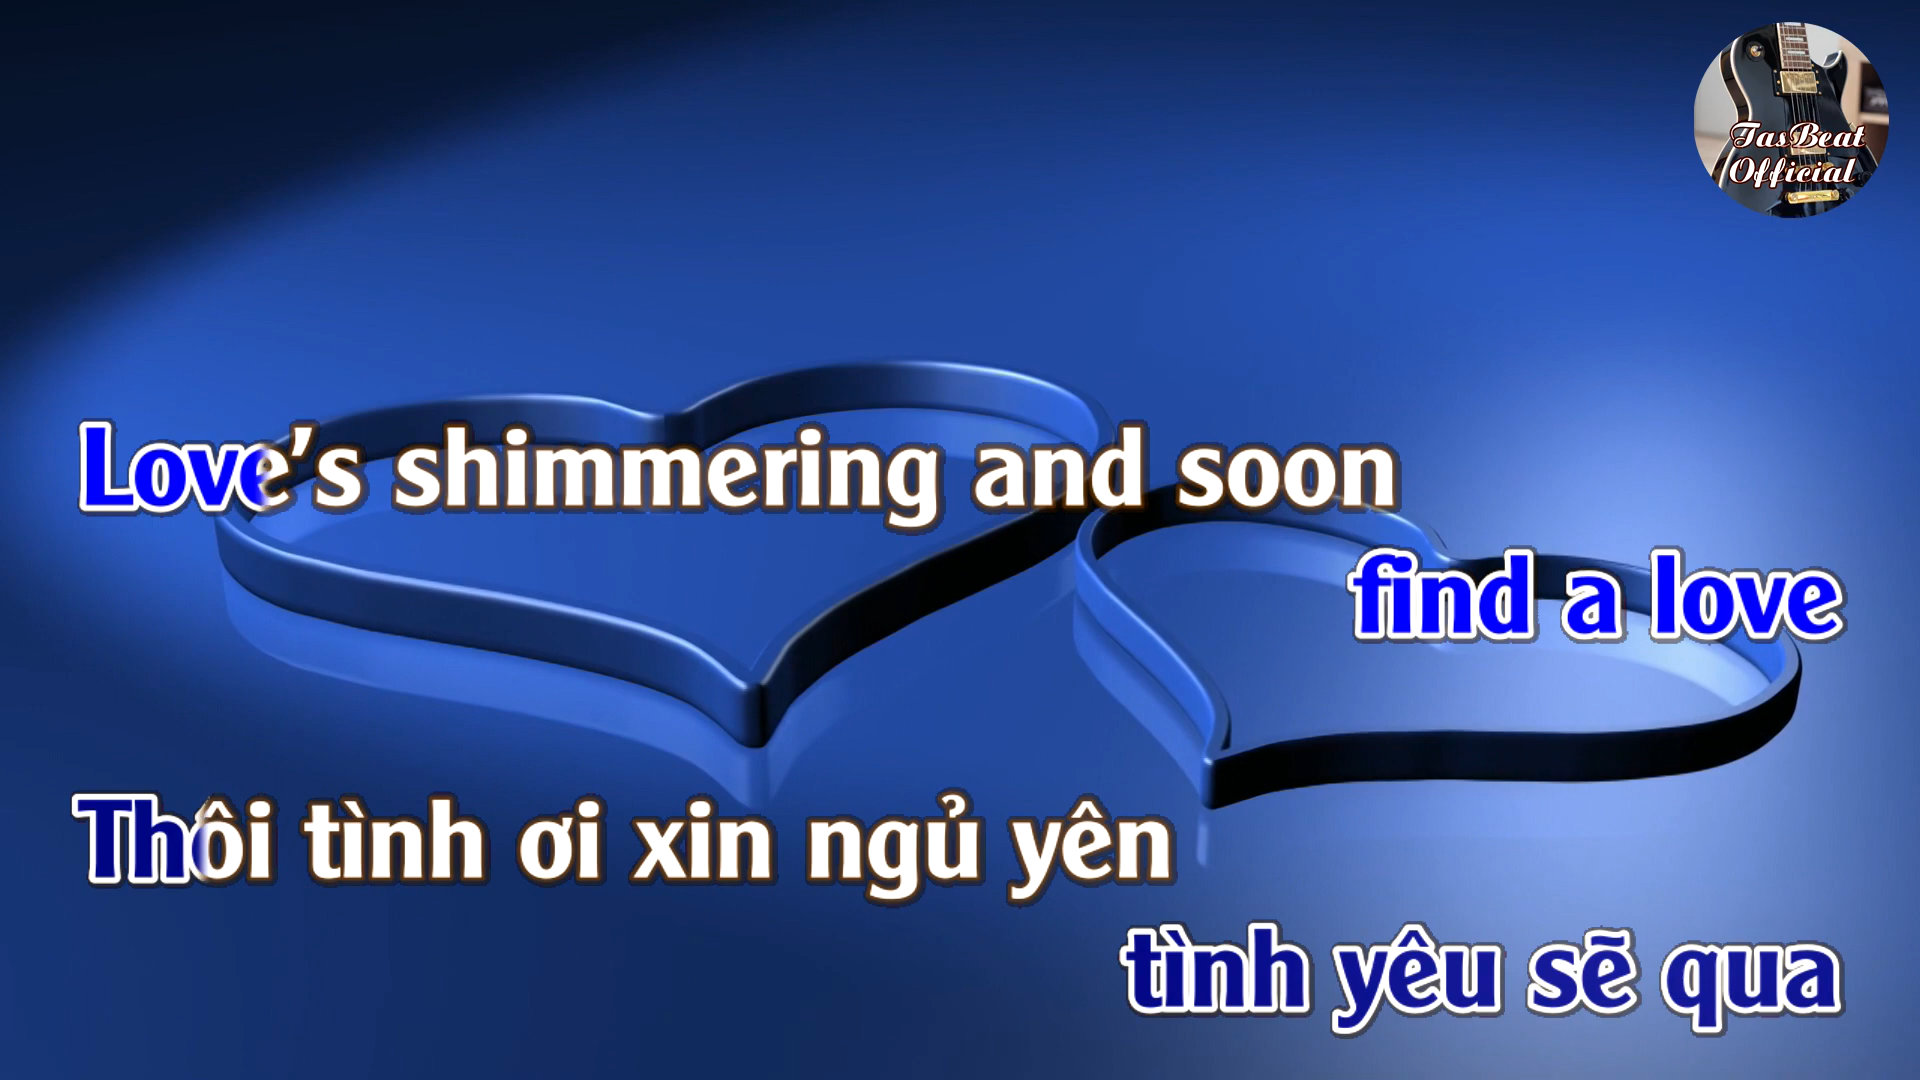 TasBeat
Official
Love's shimmering and soon
find a love
Thôi tình ơi xin ngủ yên
tình yêu sẽ qua